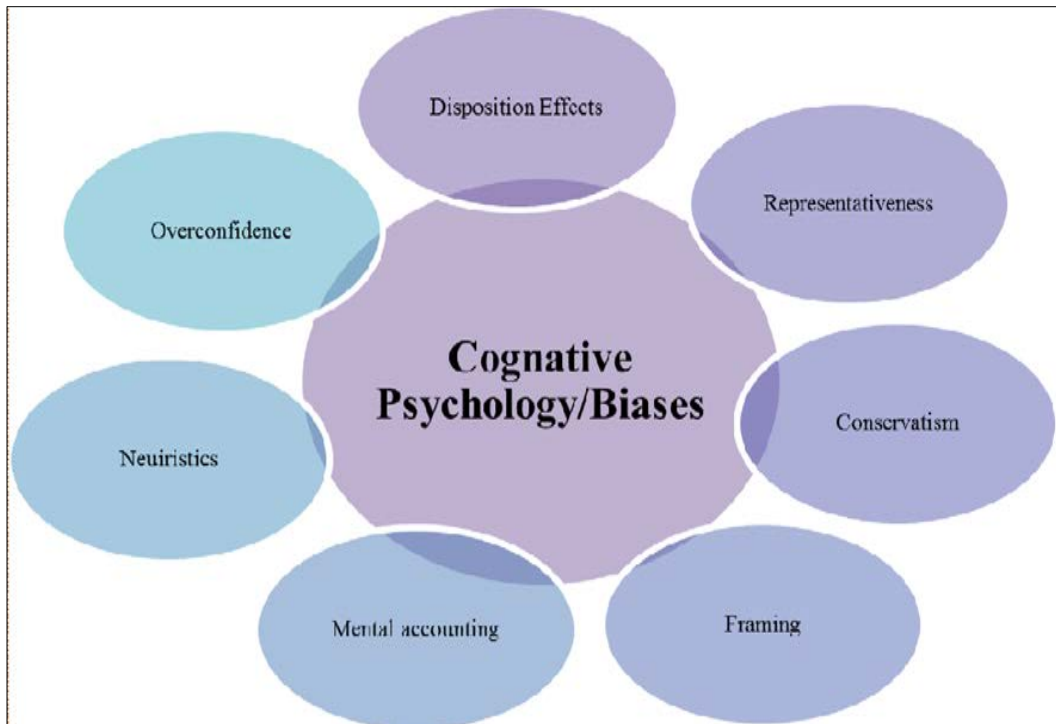 Disposition Effects
Representativeness
Overconfidence
Cognative
Psychology/Biases
Conservatism
Neuiristics
Mental accounting
Framing